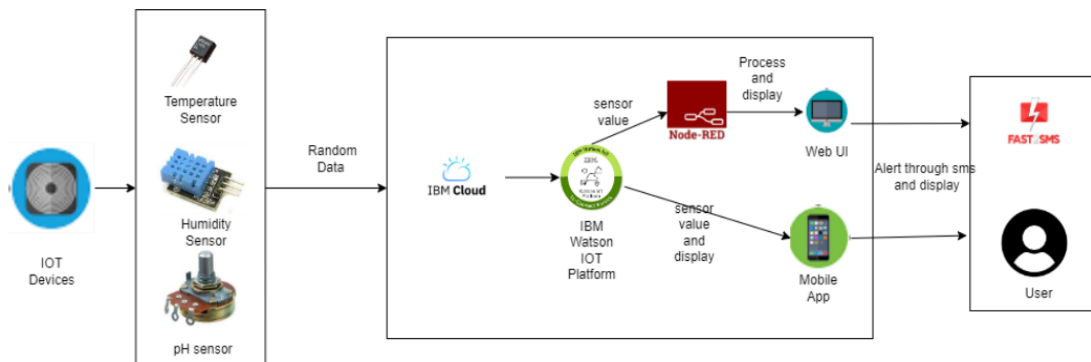 IOT
Devices
Temperature
Sensor
Humidity
Sensor
pH sensor
Random
Data
IBM Cloud
IBM
Watson
IOT
Platform
sensor
value
Node-RED
Process
and
display
Web UI
sensor
value
and
display
Mobile
App
Alert through sms
and display
FAST2SMS
User